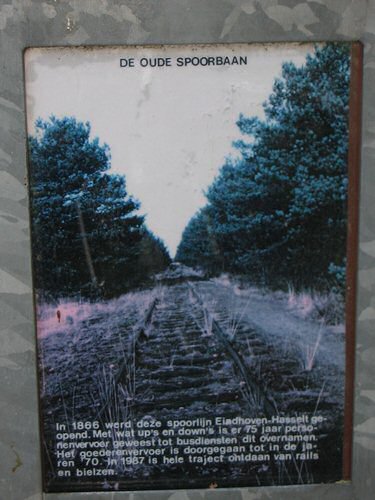 DE OUDE SPOORBAAN
In 1866 werd deze spoorlijn Eindhoven-Hasselt ge-
opend. Met wat up's en down's is er 75 jaar perso-
nenvervoer geweest tot busdiensten dit overnamen.
Het goederenvervoer is doorgegaan tot in de ja-
ren '70. In 1987 is hele traject ontdaan van rails
en bielzen.